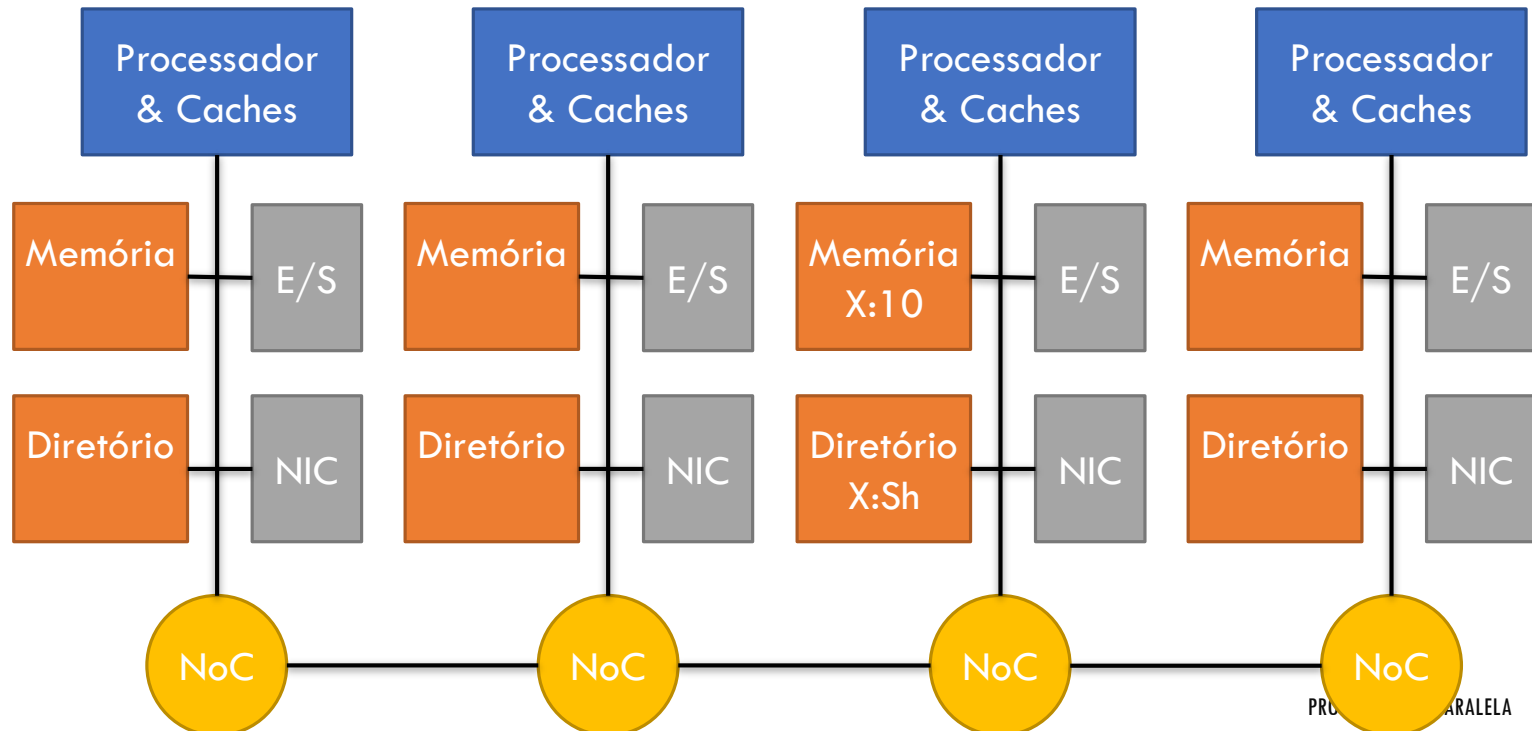 Processador
& Caches
Processador
& Caches
Processador
& Caches
Processador
& Caches
Memória
E/S
Memória
E/S
Memória
X:10
E/S
Memória
E/S
Diretório
NIC
Diretório
NIC
Diretório
X:Sh
NIC
Diretório
NIC
NoC
NoC
NoC
NoC